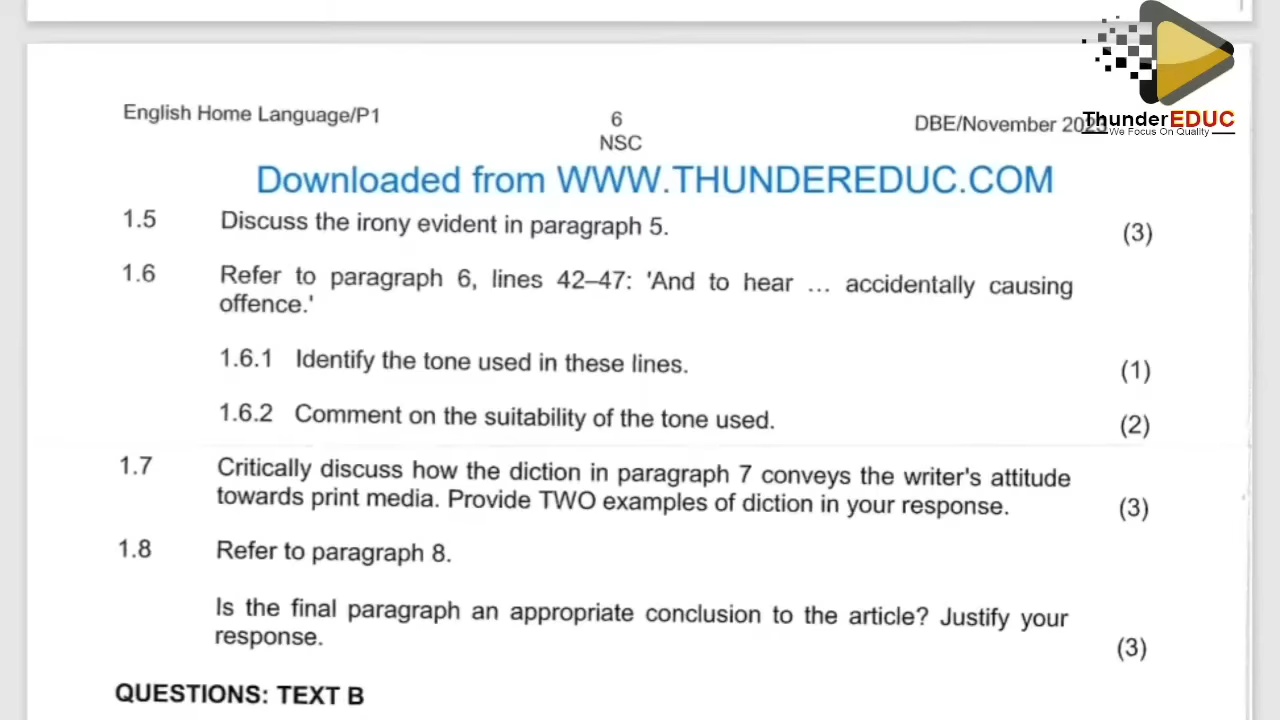 English Home Language/P1
6
NSC
DBE/November 2023
ThunderEDUC
We Focus On Quality
Downloaded from WWW.THUNDEREDUC.COM
1.5 Discuss the irony evident in paragraph 5. (3)
1.6 Refer to paragraph 6, lines 42–47: 'And to hear … accidentally causing
offence.'
1.6.1 Identify the tone used in these lines. (1)
1.6.2 Comment on the suitability of the tone used. (2)
1.7 Critically discuss how the diction in paragraph 7 conveys the writer's attitude
towards print media. Provide TWO examples of diction in your response. (3)
1.8 Refer to paragraph 8.
Is the final paragraph an appropriate conclusion to the article? Justify your
response. (3)
QUESTIONS: TEXT B